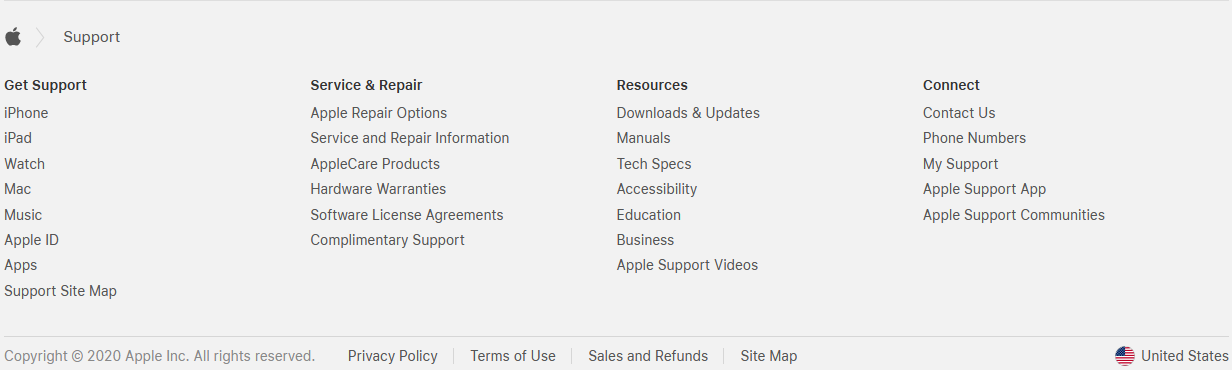 Support
Get Support
iPhone
iPad
Watch
Mac
Music
Apple ID
Apps
Support Site Map
Service & Repair
Apple Repair Options
Service and Repair Information
AppleCare Products
Hardware Warranties
Software License Agreements
Complimentary Support
Resources
Downloads & Updates
Manuals
Tech Specs
Accessibility
Education
Business
Apple Support Videos
Connect
Contact Us
Phone Numbers
My Support
Apple Support App
Apple Support Communities
Copyright © 2020 Apple Inc. All rights reserved. Privacy Policy Terms of Use Sales and Refunds Site Map United States